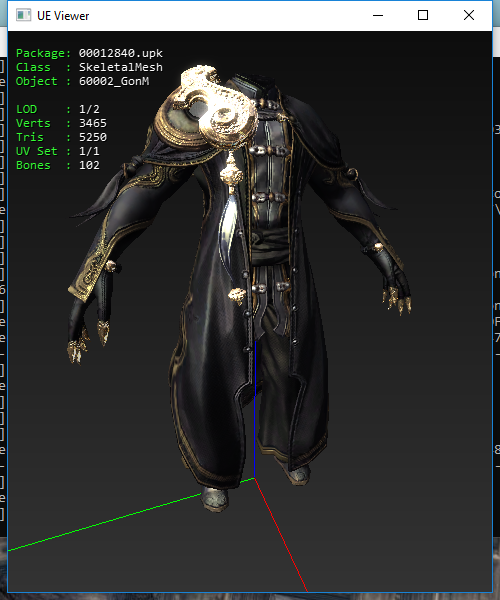 UE Viewer
Package: 00012840.upk
Class : SkeletalMesh
Object : 60002_GonM
LOD : 1/2
Verts : 3465
Tris : 5250
UV Set : 1/1
Bones : 102